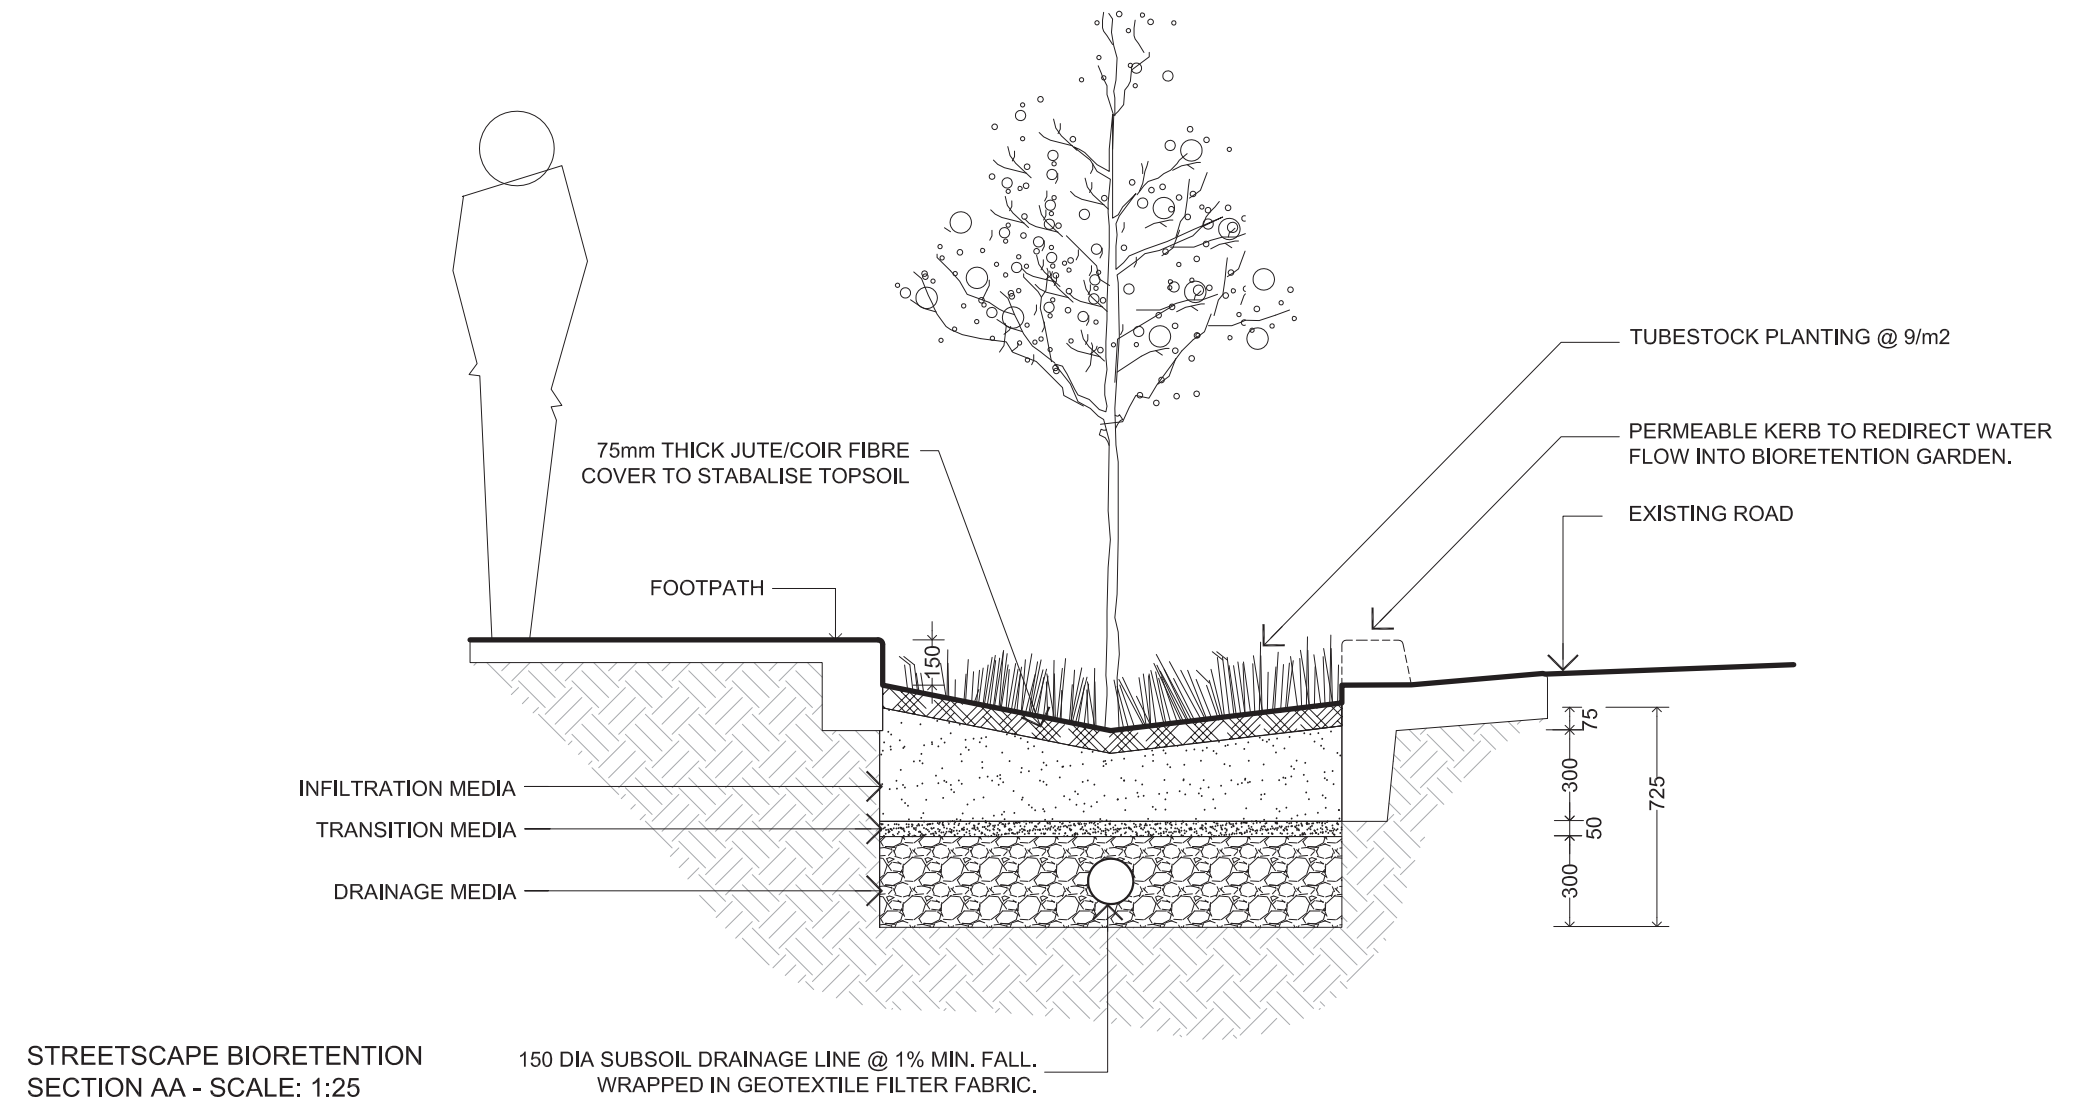 TUBESTOCK PLANTING @ 9/m2
PERMEABLE KERB TO REDIRECT WATER
FLOW INTO BIORETENTION GARDEN.
75mm THICK JUTE/COIR FIBRE
COVER TO STABALISE TOPSOIL
EXISTING ROAD
FOOTPATH
150
75
300
725
50
300
INFILTRATION MEDIA
TRANSITION MEDIA
DRAINAGE MEDIA
STREETSCAPE BIORETENTION
SECTION AA - SCALE: 1:25
150 DIA SUBSOIL DRAINAGE LINE @ 1% MIN. FALL.
WRAPPED IN GEOTEXTILE FILTER FABRIC.